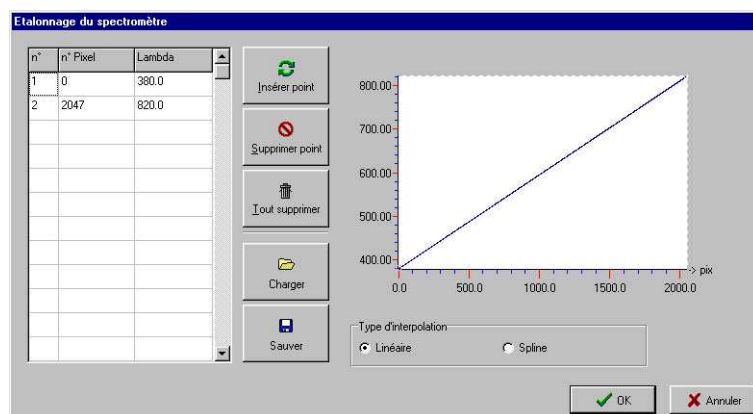 Etalonnage du spectromètre
n° n° Pixel Lambda
1 0 380.0
2 2047 820.0
Insérer point
Supprimer point
Tout supprimer
Charger
Sauver
800.00
700.00
600.00
500.00
400.00
0.0 500.0 1000.0 1500.0 2000.0
-> pix
Type d'interpolation
Linéaire Spline
OK Annuler